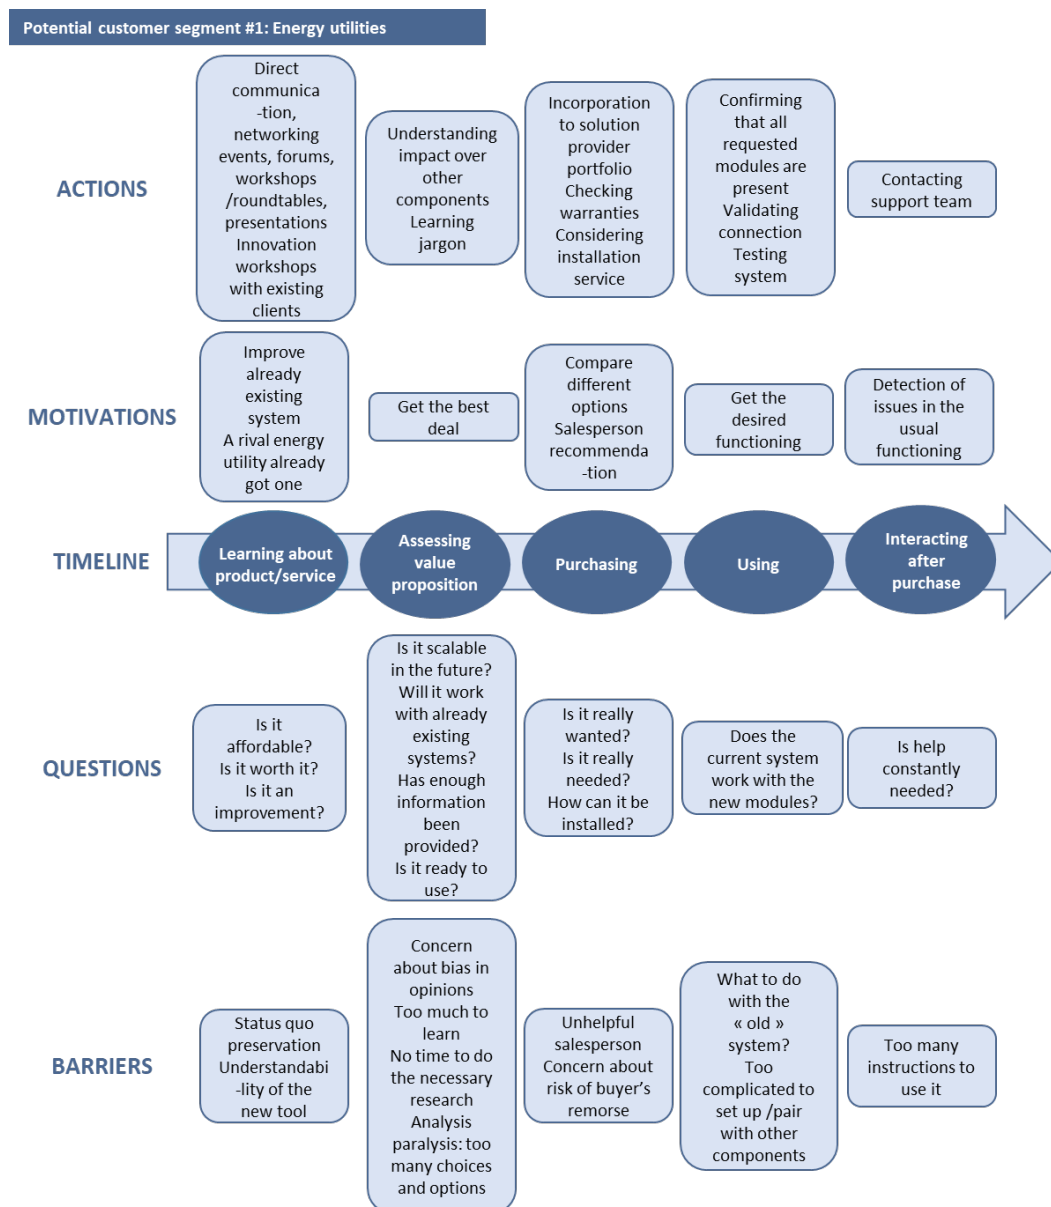 Potential customer segment #1: Energy utilities
ACTIONS
Direct
communica
-tion,
networking
events, forums,
workshops
/roundtables,
presentations
Innovation
workshops
with existing
clients
Understanding
impact over
other
components
Learning
jargon
Incorporation
to solution
provider
portfolio
Checking
warranties
Considering
installation
service
Confirming
that all
requested
modules are
present
Validating
connection
Testing
system
Contacting
support team
MOTIVATIONS
Improve
already
existing
system
A rival energy
utility already
got one
Get the best
deal
Compare
different
options
Salesperson
recommenda
-tion
Get the
desired
functioning
Detection of
issues in the
usual
functioning
TIMELINE
Learning about
product/service
Assessing
value
proposition
Purchasing
Using
Interacting
after
purchase
QUESTIONS
Is it
affordable?
Is it worth it?
Is it an
improvement?
Is it scalable
in the future?
Will it work
with already
existing
systems?
Has enough
information
been
provided?
Is it ready to
use?
Is it really
wanted?
Is it really
needed?
How can it be
installed?
Does the
current system
work with the
new modules?
Is help
constantly
needed?
BARRIERS
Status quo
preservation
Understandabi
-lity of the
new tool
Concern
about bias in
opinions
Too much to
learn
No time to do
the necessary
research
Analysis
paralysis: too
many choices
and options
Unhelpful
salesperson
Concern about
risk of buyer’s
remorse
What to do
with the
« old »
system?
Too
complicated to
set up /pair
with other
components
Too many
instructions to
use it